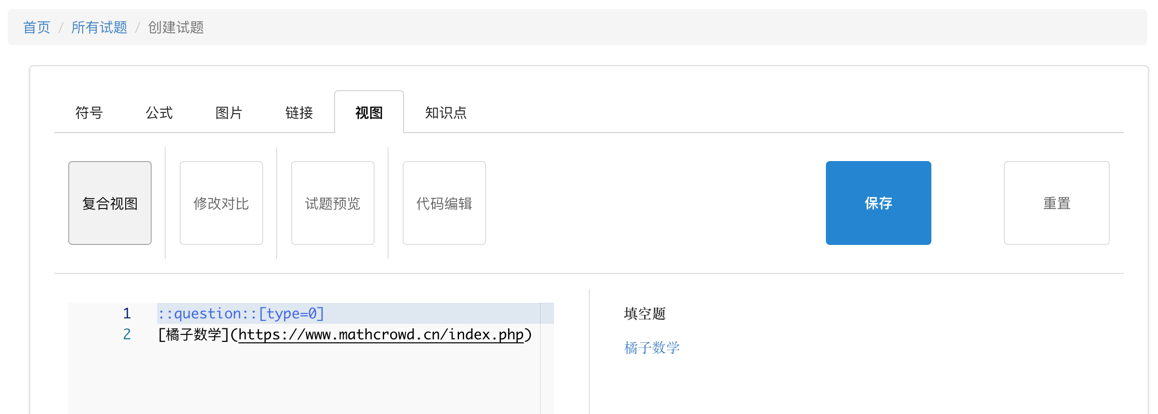 首页 / 所有试题 / 创建试题
符号 公式 图片 链接 视图 知识点
复合视图 修改对比 试题预览 代码编辑 保存 重置
1 ::question::[type=0]
2 [橘子数学](https://www.mathcrowd.cn/index.php)
填空题
橘子数学